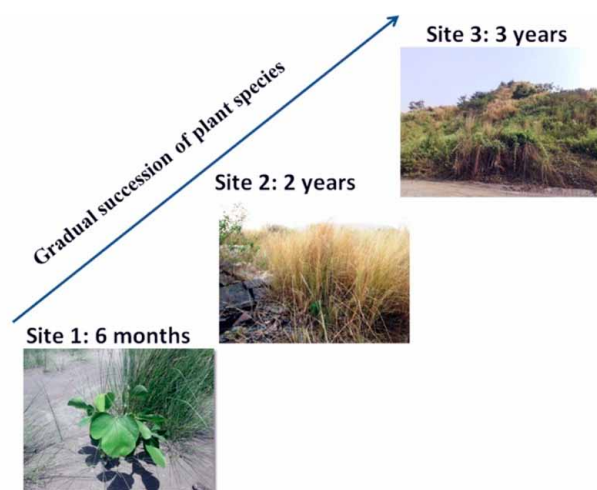 Site 3: 3 years
Gradual succession of plant species
Site 2: 2 years
Site 1: 6 months